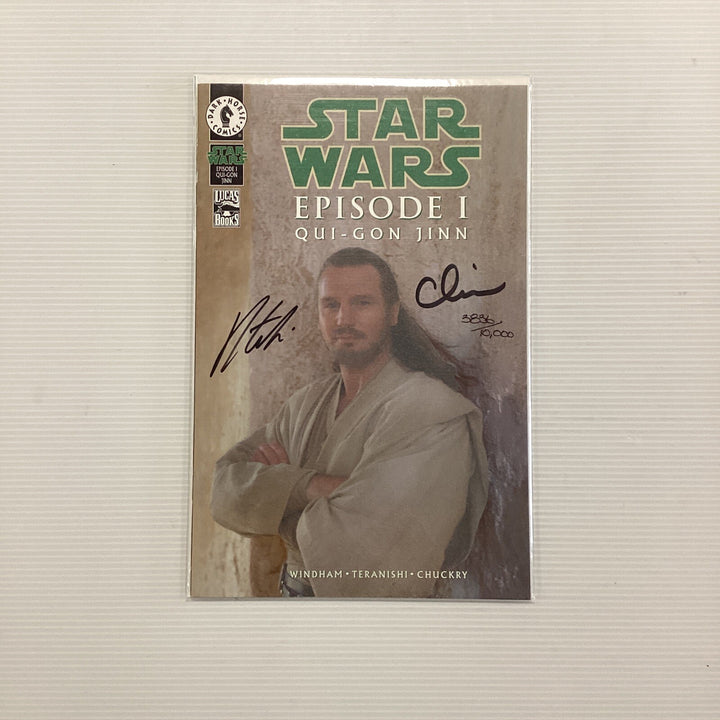 DARK HORSE COMICS
STAR WARS
EPISODE I
QUI-GON
JINN
LUCAS
BOOKS
STAR
WARS
EPISODE I
QUI-GON JINN
3836/10,000
WINDHAM • TERANISHI • CHUCKRY